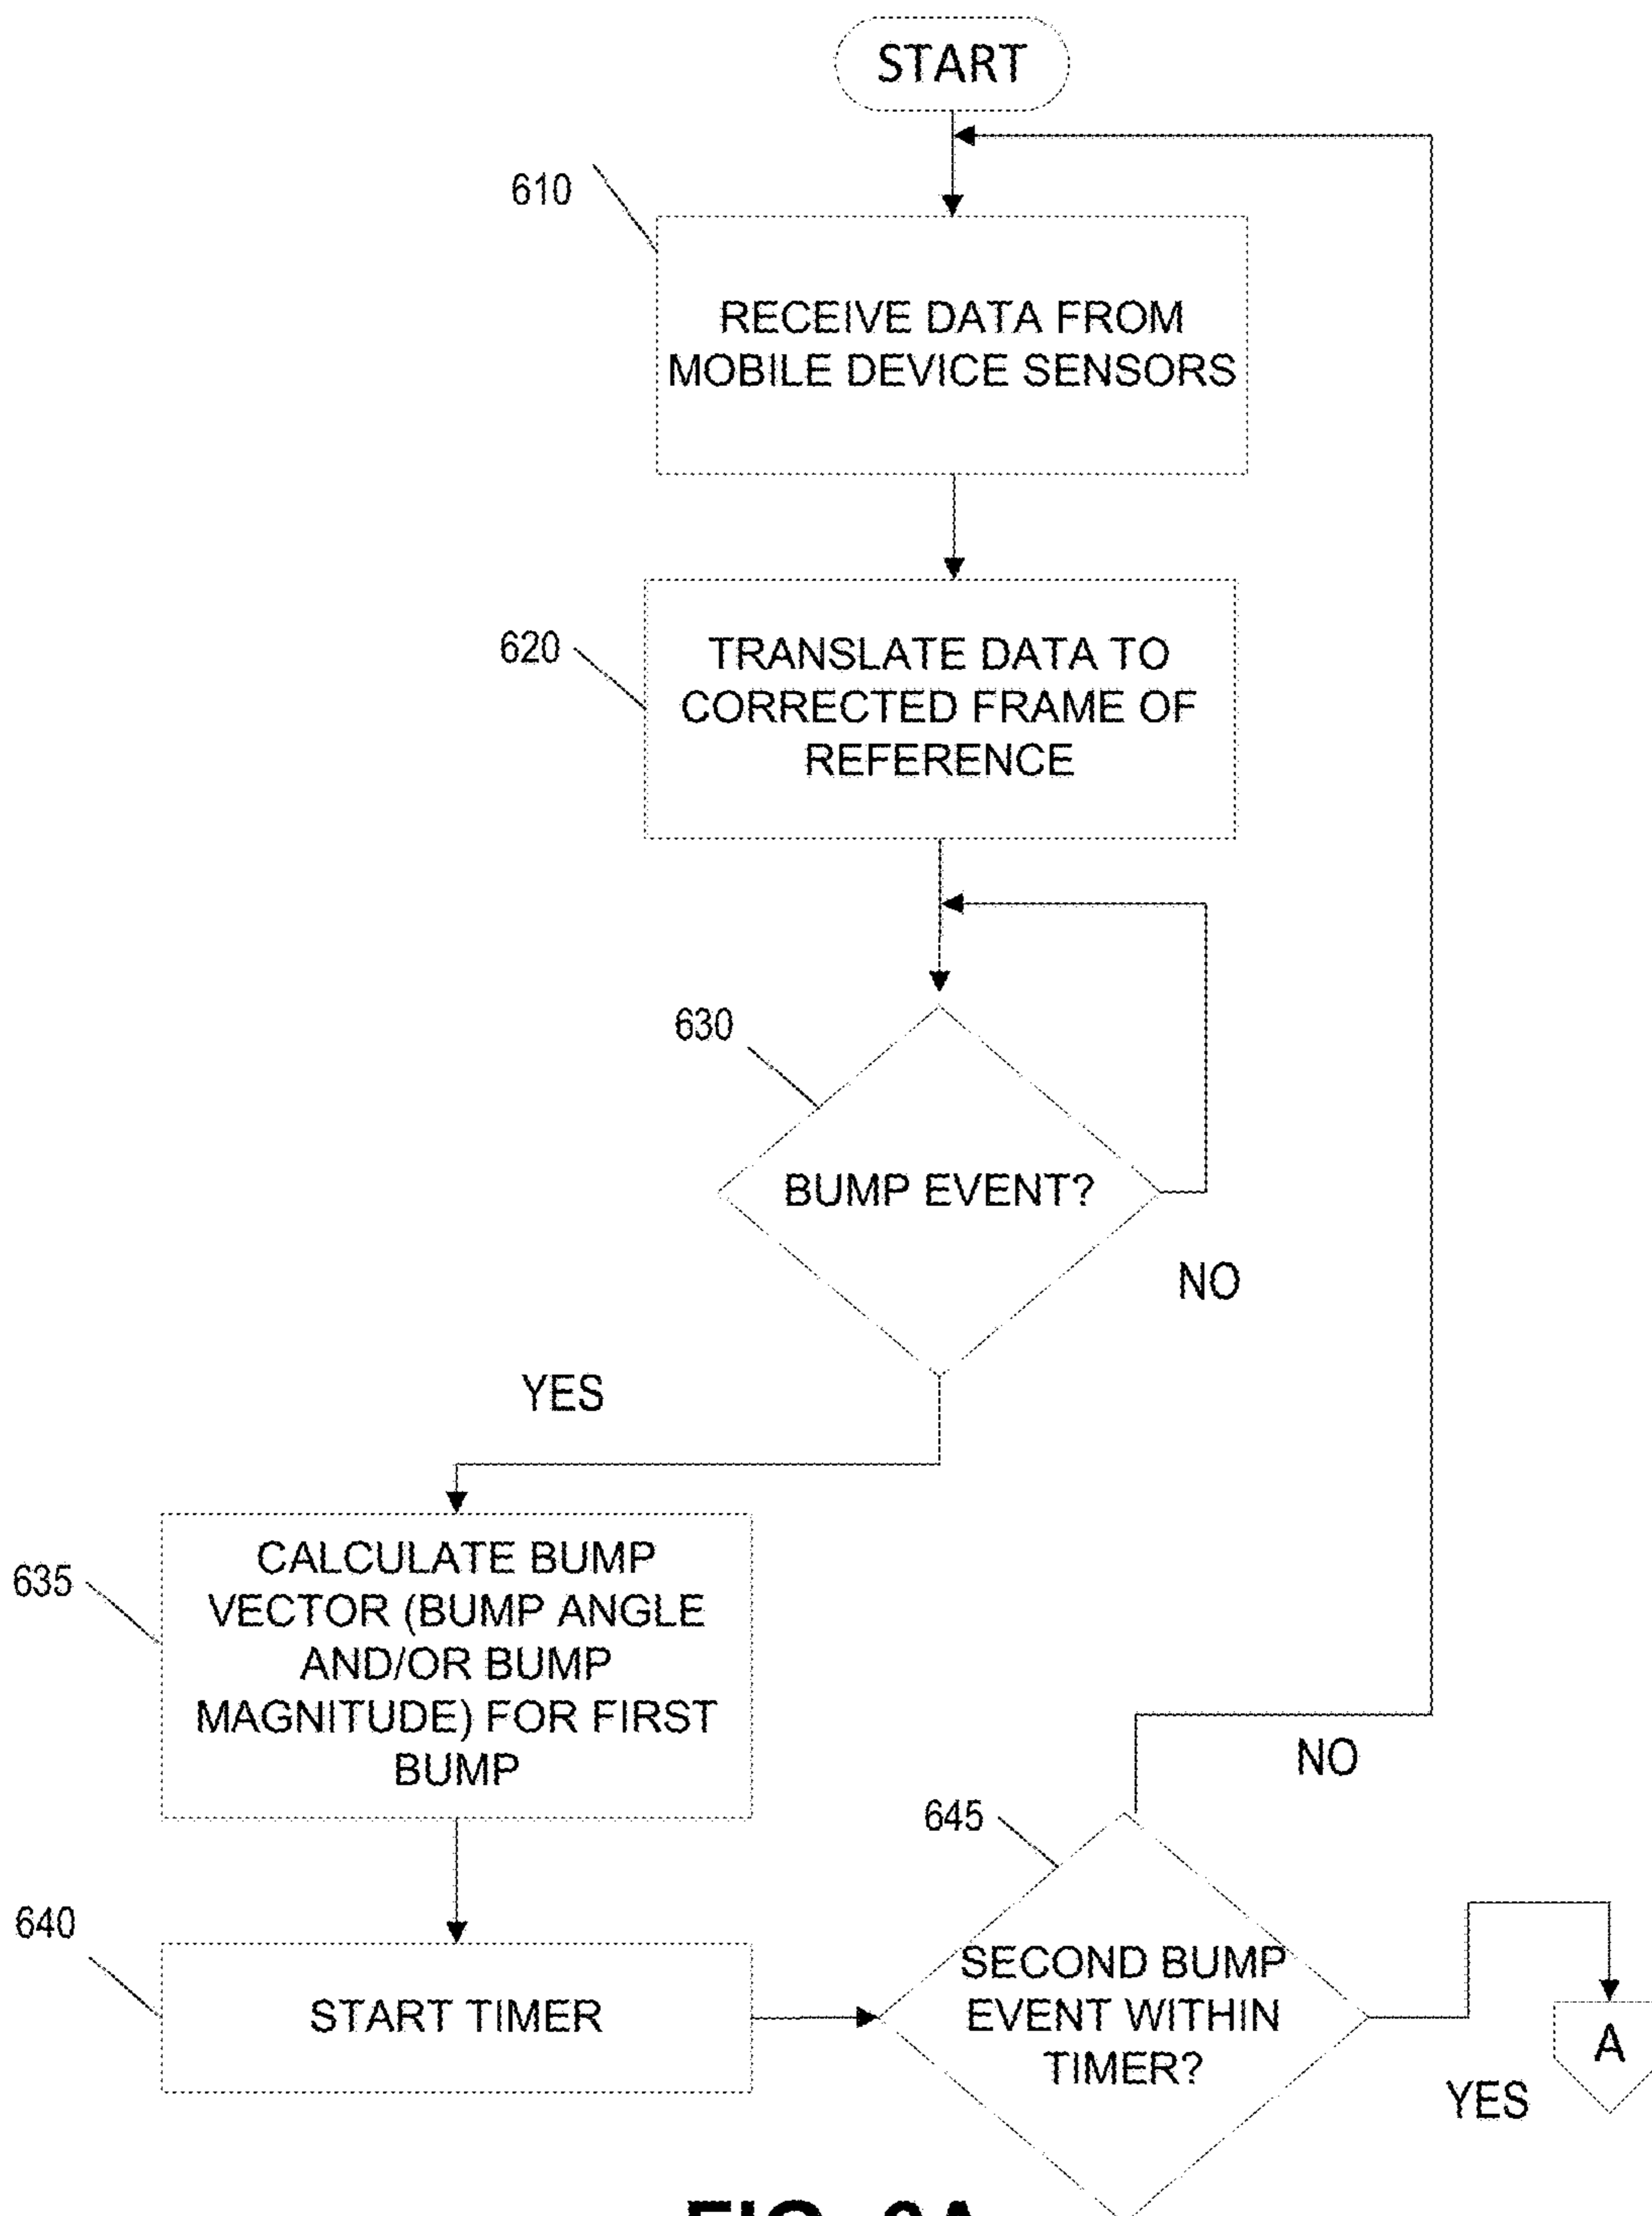 START
610
RECEIVE DATA FROM
MOBILE DEVICE SENSORS
620
TRANSLATE DATA TO
CORRECTED FRAME OF
REFERENCE
630
BUMP EVENT?
NO
YES
635
CALCULATE BUMP
VECTOR (BUMP ANGLE
AND/OR BUMP
MAGNITUDE) FOR FIRST
BUMP
NO
645
640
START TIMER
SECOND BUMP
EVENT WITHIN
TIMER?
A
YES